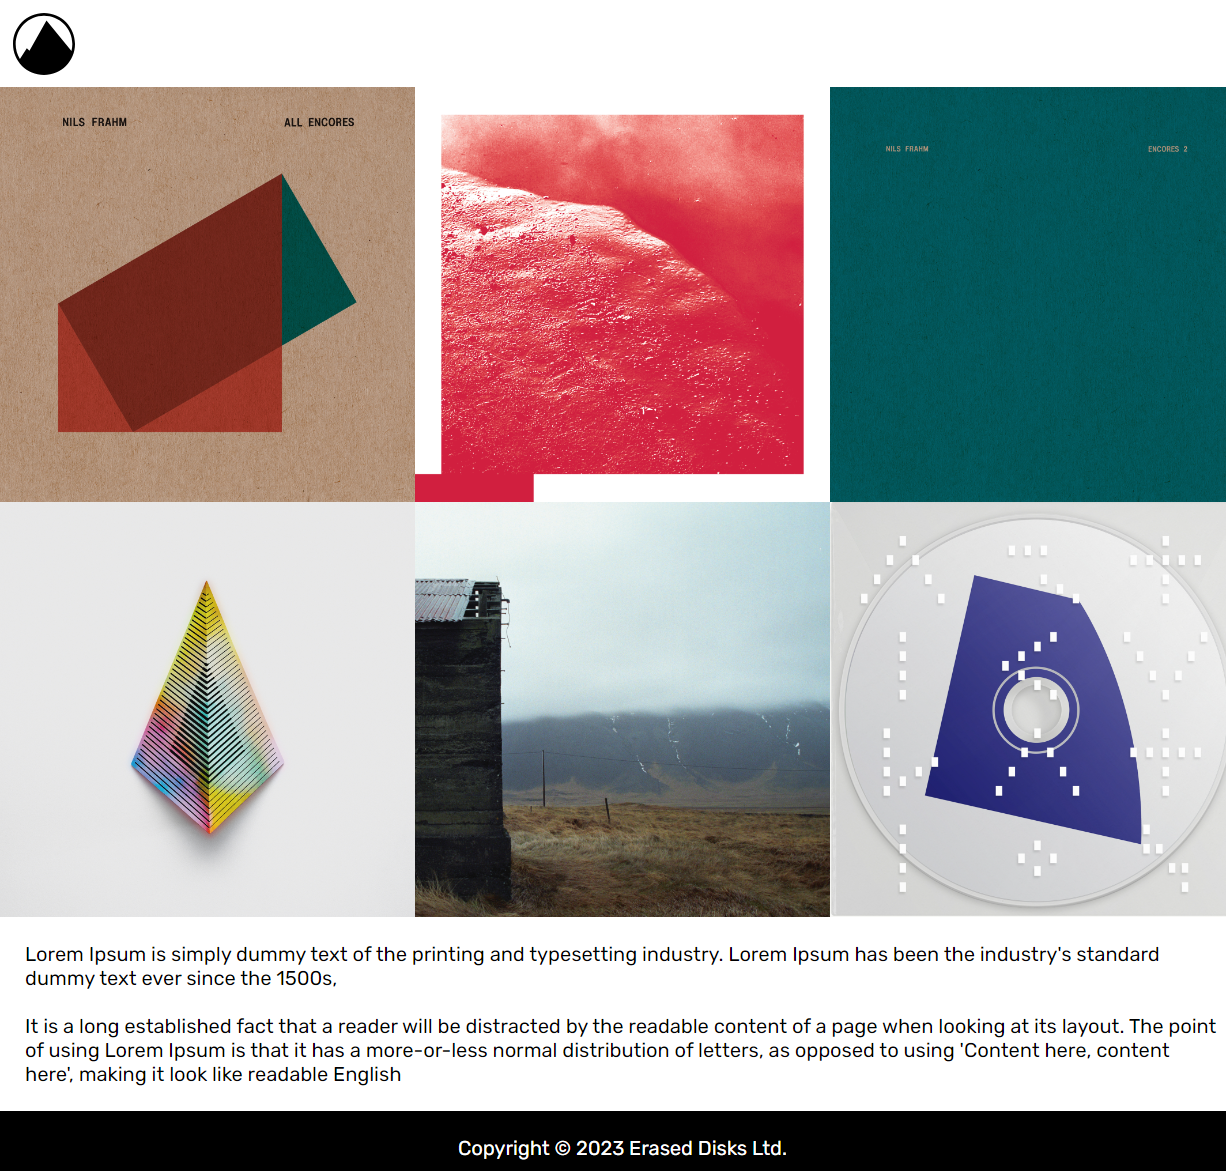 NILS FRAHM
ALL ENCORES
NILS FRAHM
ENCORES 2
Lorem Ipsum is simply dummy text of the printing and typesetting industry. Lorem Ipsum has been the industry's standard
dummy text ever since the 1500s,
It is a long established fact that a reader will be distracted by the readable content of a page when looking at its layout. The point
of using Lorem Ipsum is that it has a more-or-less normal distribution of letters, as opposed to using 'Content here, content
here', making it look like readable English
Copyright © 2023 Erased Disks Ltd.